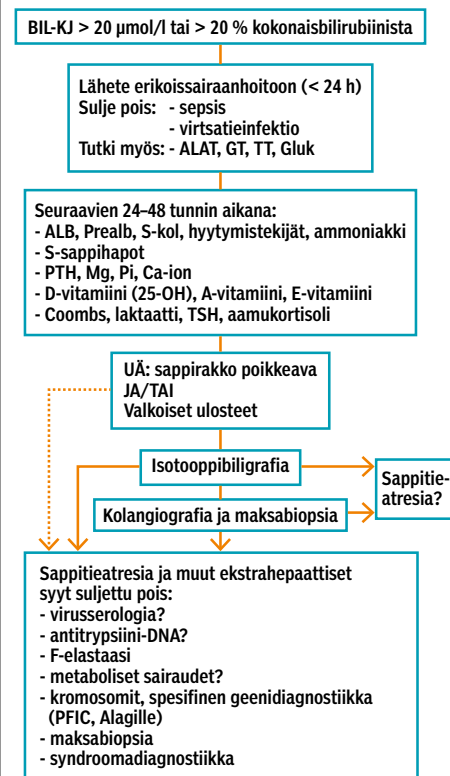 BIL-KJ > 20 µmol/l tai > 20 % kokonaisbilirubiinista
Lähete erikoissairaanhoitoon (< 24 h)
Sulje pois: - sepsis
- virtsatieinfektio
Tutki myös: - ALAT, GT, TT, Gluk
Seuraavien 24–48 tunnin aikana:
- ALB, Prealb, S-kol, hyytymistekijät, ammoniakki
- S-sappihapot
- PTH, Mg, Pi, Ca-ion
- D-vitamiini (25-OH), A-vitamiini, E-vitamiini
- Coombs, laktaatti, TSH, aamukortisoli
UÄ: sappirakko poikkeava
JA/TAI
Valkoiset ulosteet
Isotooppibiligrafia
Sappitie-
atresia?
Kolangiografia ja maksabiopsia
Sappitieatresia ja muut ekstrahepaattiset
syyt suljettu pois:
- virusserologia?
- antitrypsiini-DNA?
- F-elastaasi
- metaboliset sairaudet?
- kromosomit, spesifinen geenidiagnostiikka
(PFIC, Alagille)
- maksabiopsia
- syndroomadiagnostiikka